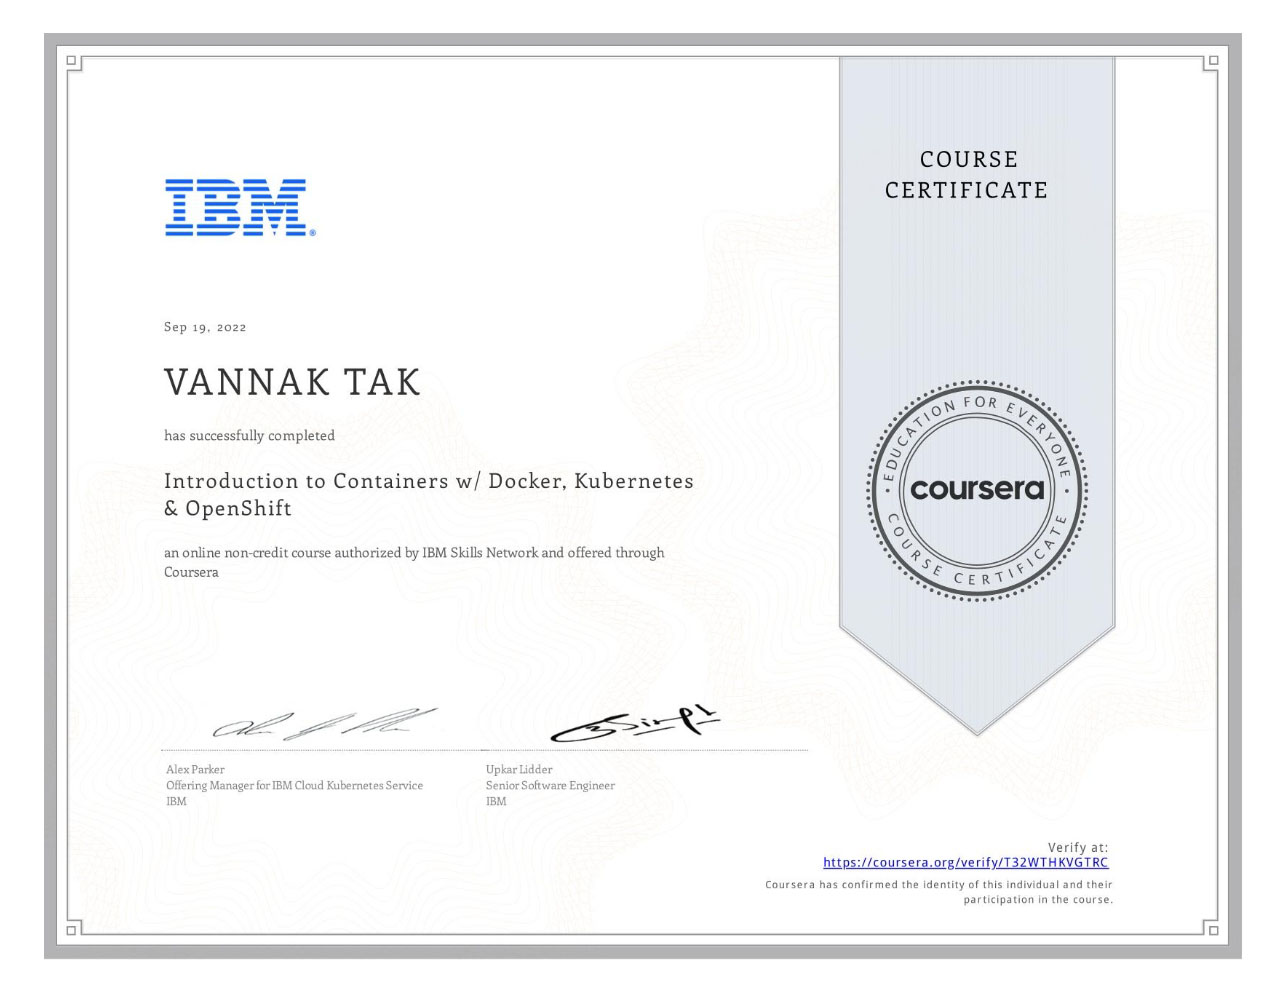 IBM®
COURSE
CERTIFICATE
Sep 19, 2022
VANNAK TAK
has successfully completed
Introduction to Containers w/ Docker, Kubernetes
& OpenShift
an online non-credit course authorized by IBM Skills Network and offered through
Coursera
EDUCATION FOR EVERYONE
coursera
COURSE CERTIFICATE
Alex Parker
Offering Manager for IBM Cloud Kubernetes Service
IBM
Upkar Lidder
Senior Software Engineer
IBM
Verify at:
https://coursera.org/verify/T32WTHKVGTRC
Coursera has confirmed the identity of this individual and their
participation in the course.